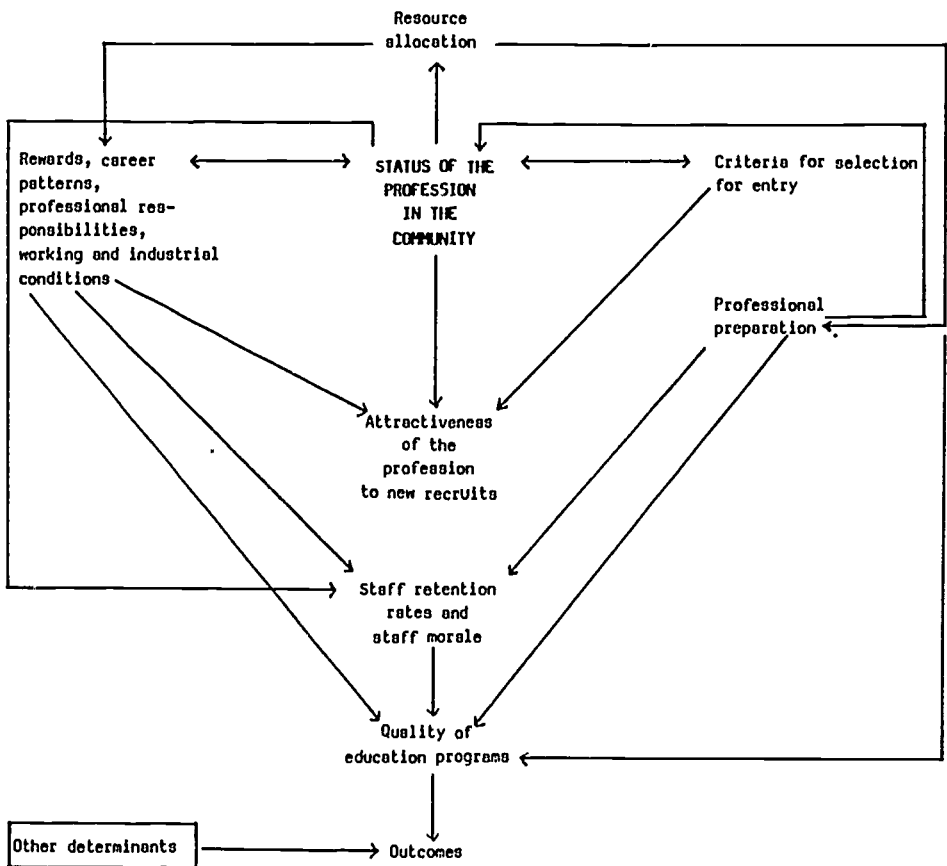 Resource
allocation
Rewards, career
patterns,
professional res-
ponsibilities,
working and industrial
conditions
STATUS OF THE
PROFESSION
IN THE
COMMUNITY
Criteria for selection
for entry
Professional
preparation
Attractiveness
of the
profession
to new recruits
Staff retention
rates and
staff morale
Quality of
education programs
Other determinants
Outcomes